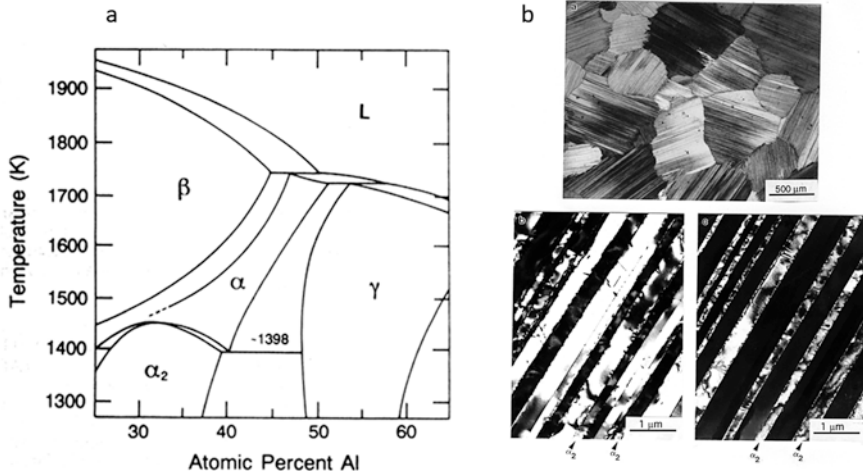 a
b
1900
1800
1700
1600
1500
1400
1300
Temperature (K)
L
β
α
γ
~1398
α2
30
40
50
60
Atomic Percent Al
a
500 μm
b
1 μm
α2
α2
c
1 μm
α2
α2